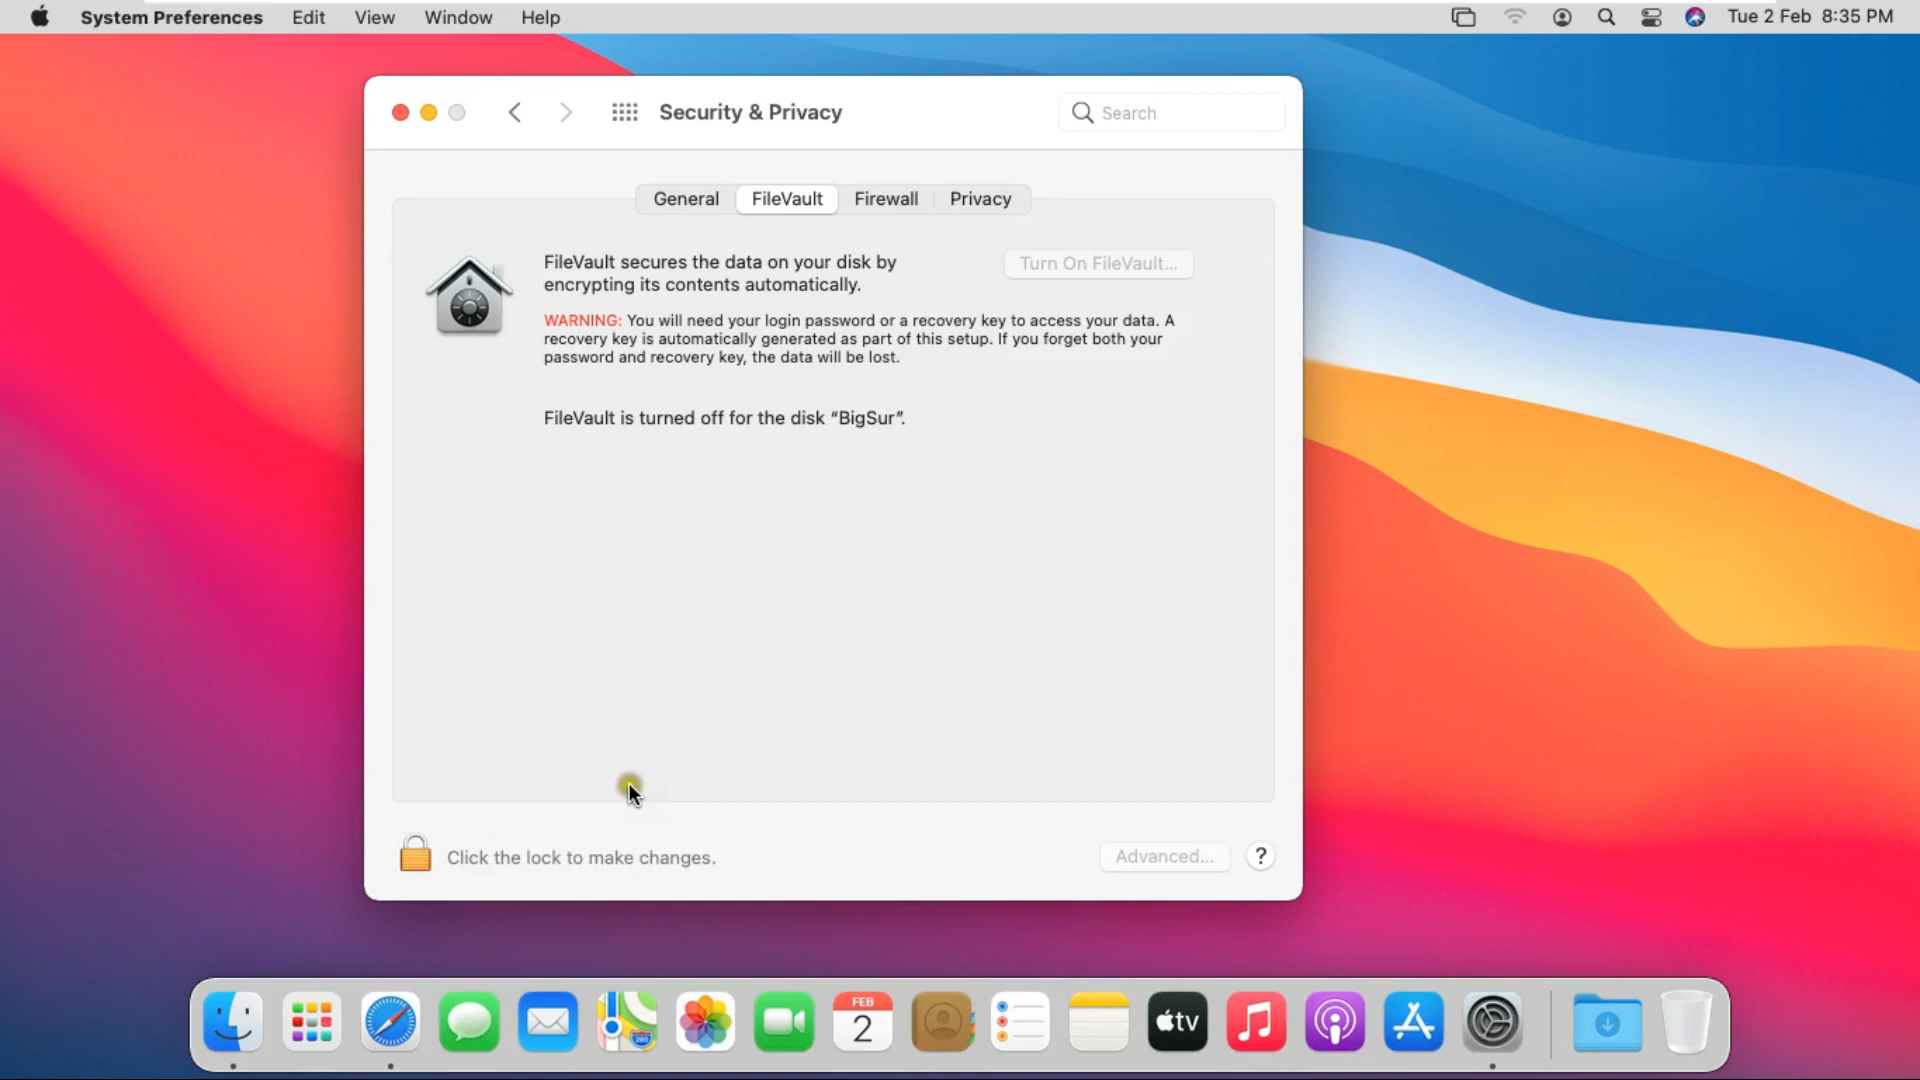 System Preferences Edit View Window Help Tue 2 Feb 8:35 PM
Security & Privacy
Search
General FileVault Firewall Privacy
FileVault secures the data on your disk by
encrypting its contents automatically.
Turn On FileVault...
WARNING: You will need your login password or a recovery key to access your data. A
recovery key is automatically generated as part of this setup. If you forget both your
password and recovery key, the data will be lost.
FileVault is turned off for the disk “BigSur”.
Click the lock to make changes.
Advanced...
?
280
FEB
2
tv